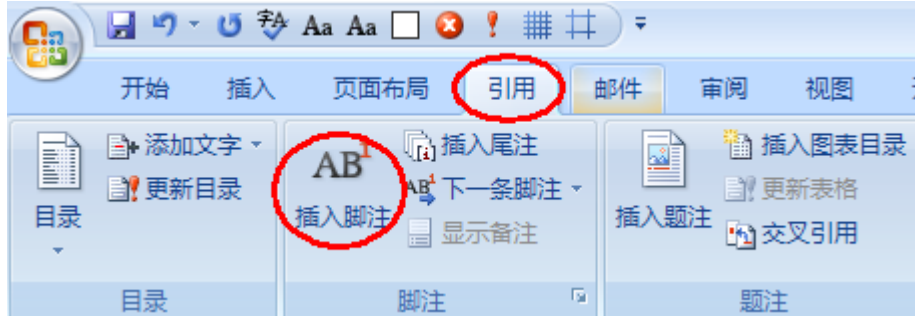 Aa Aa
开始 插入 页面布局 引用 邮件 审阅 视图
添加文字 AB1 插入尾注 插入图表目录
更新目录 AB1 下一条脚注 更新表格
目录 插入脚注 显示备注 插入题注 交叉引用
目录 脚注 题注